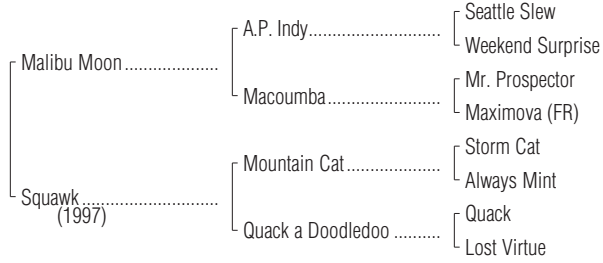 Seattle Slew
A.P. Indy
Weekend Surprise
Malibu Moon
Mr. Prospector
Macoumba
Maximova (FR)
Storm Cat
Mountain Cat
Always Mint
Squawk
(1997)
Quack
Quack a Doodledoo
Lost Virtue